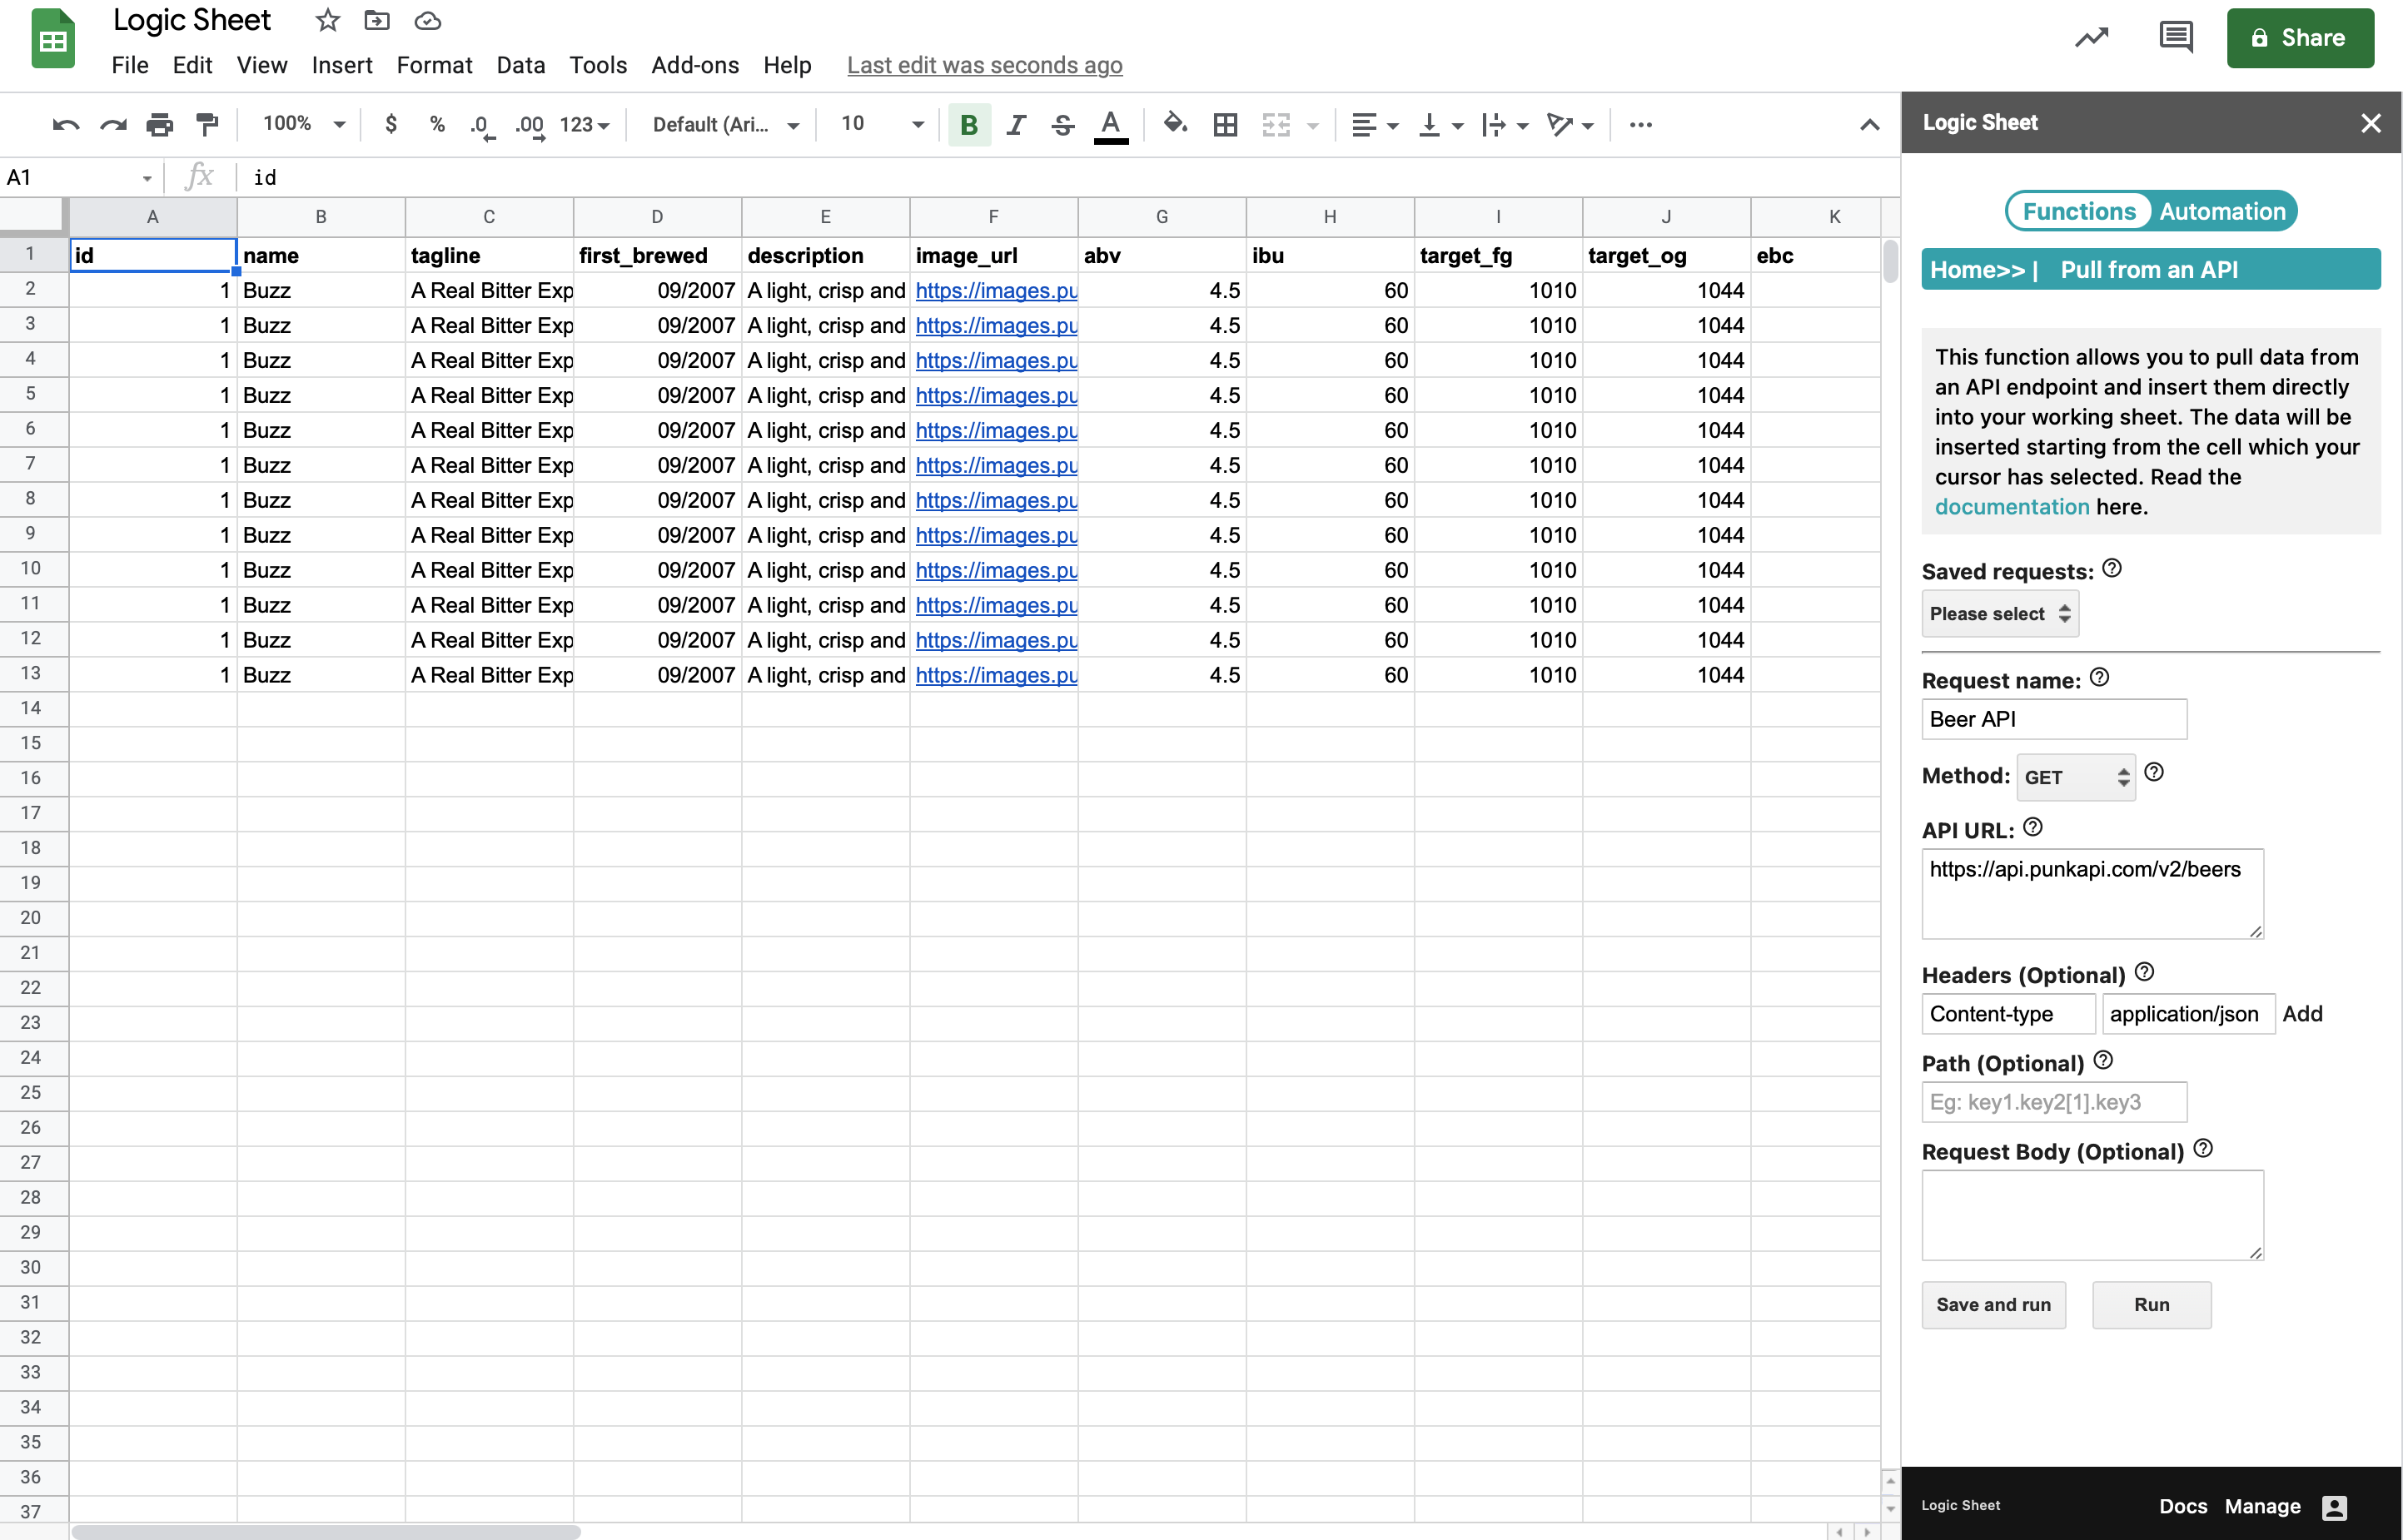 Logic Sheet
File Edit View Insert Format Data Tools Add-ons Help Last edit was seconds ago
Share
100% $ % .0 .00 123 Default (Ari... 10 B I S A
A1 fx id
A B C D E F G H I J K
1 id name tagline first_brewed description image_url abv ibu target_fg target_og ebc
2 1 Buzz A Real Bitter Exp 09/2007 A light, crisp and https://images.pu 4.5 60 1010 1044
3 1 Buzz A Real Bitter Exp 09/2007 A light, crisp and https://images.pu 4.5 60 1010 1044
4 1 Buzz A Real Bitter Exp 09/2007 A light, crisp and https://images.pu 4.5 60 1010 1044
5 1 Buzz A Real Bitter Exp 09/2007 A light, crisp and https://images.pu 4.5 60 1010 1044
6 1 Buzz A Real Bitter Exp 09/2007 A light, crisp and https://images.pu 4.5 60 1010 1044
7 1 Buzz A Real Bitter Exp 09/2007 A light, crisp and https://images.pu 4.5 60 1010 1044
8 1 Buzz A Real Bitter Exp 09/2007 A light, crisp and https://images.pu 4.5 60 1010 1044
9 1 Buzz A Real Bitter Exp 09/2007 A light, crisp and https://images.pu 4.5 60 1010 1044
10 1 Buzz A Real Bitter Exp 09/2007 A light, crisp and https://images.pu 4.5 60 1010 1044
11 1 Buzz A Real Bitter Exp 09/2007 A light, crisp and https://images.pu 4.5 60 1010 1044
12 1 Buzz A Real Bitter Exp 09/2007 A light, crisp and https://images.pu 4.5 60 1010 1044
13 1 Buzz A Real Bitter Exp 09/2007 A light, crisp and https://images.pu 4.5 60 1010 1044
14
15
16
17
18
19
20
21
22
23
24
25
26
27
28
29
30
31
32
33
34
35
36
37
Logic Sheet
Functions Automation
Home>> | Pull from an API
This function allows you to pull data from
an API endpoint and insert them directly
into your working sheet. The data will be
inserted starting from the cell which your
cursor has selected. Read the
documentation here.
Saved requests:
Please select
Request name:
Beer API
Method: GET
API URL:
https://api.punkapi.com/v2/beers
Headers (Optional)
Content-type application/json Add
Path (Optional)
Eg: key1.key2[1].key3
Request Body (Optional)
Save and run Run
Logic Sheet Docs Manage